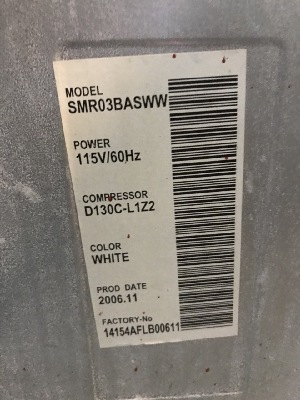 MODEL
SMR03BASWW
POWER
115V/60Hz
COMPRESSOR
D130C-L1Z2
COLOR
WHITE
PROD DATE
2006.11
FACTORY-No
14154AFLB00611